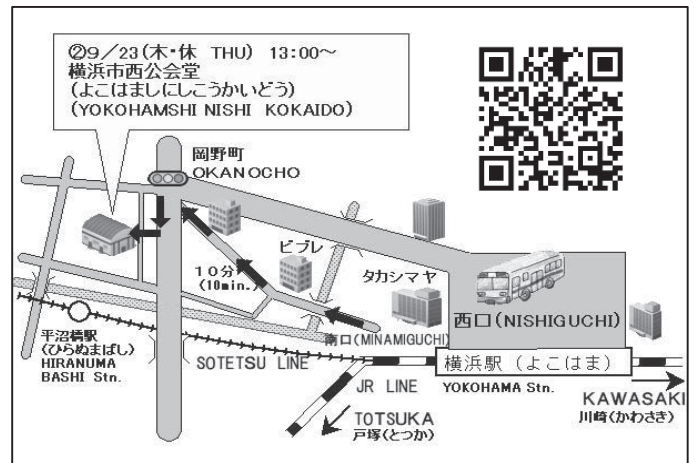 ②9/23(木・休 THU) 13:00～
横浜市西公会堂
(よこはましにしこうかいどう)
(YOKOHAMSHI NISHI KOKAIDO)
岡野町
OKANOCHO
ビブレ
タカシマヤ
10分
(10min.)
西口(NISHIGUCHI)
南口(MINAMIGUCHI)
平沼橋駅
(ひらぬまばし)
HIRANUMA
BASHI Stn.
SOTETSU LINE
横浜駅 (よこはま)
JR LINE
YOKOHAMA Stn.
KAWASAKI
川崎(かわさき)
TOTSUKA
戸塚(とつか)